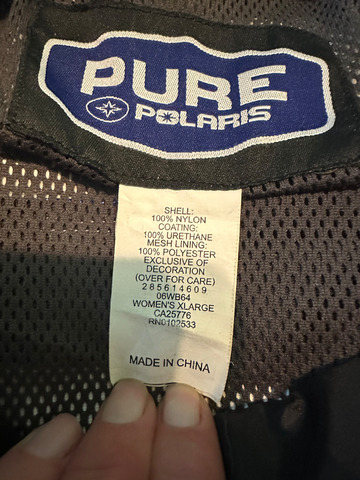 PURE
POLARIS
SHELL:
100% NYLON
COATING:
100% URETHANE
MESH LINING:
100% POLYESTER
EXCLUSIVE OF
DECORATION
(OVER FOR CARE)
285614609
06WB64
WOMEN'S XLARGE
CA25776
RN0102533
MADE IN CHINA